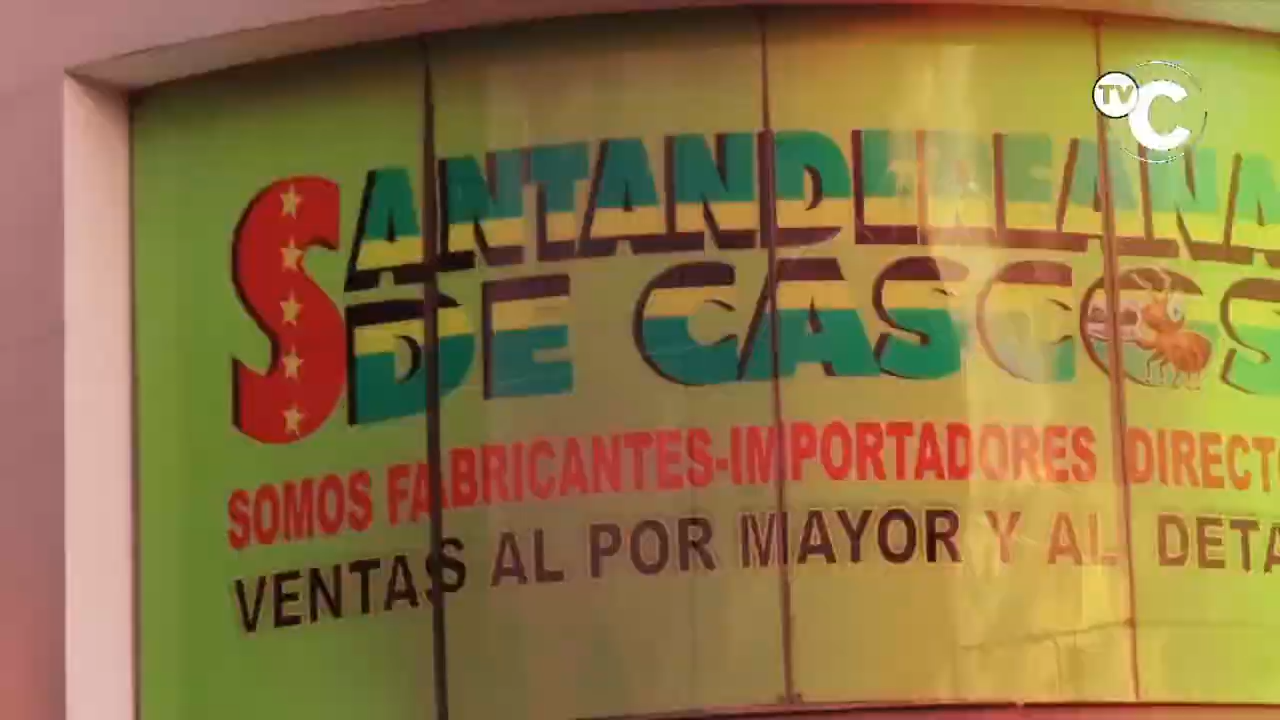 TV C
SANTANDEREANA
DE CASCOS
SOMOS FABRICANTES-IMPORTADORES
VENTAS AL POR MAYOR Y AL